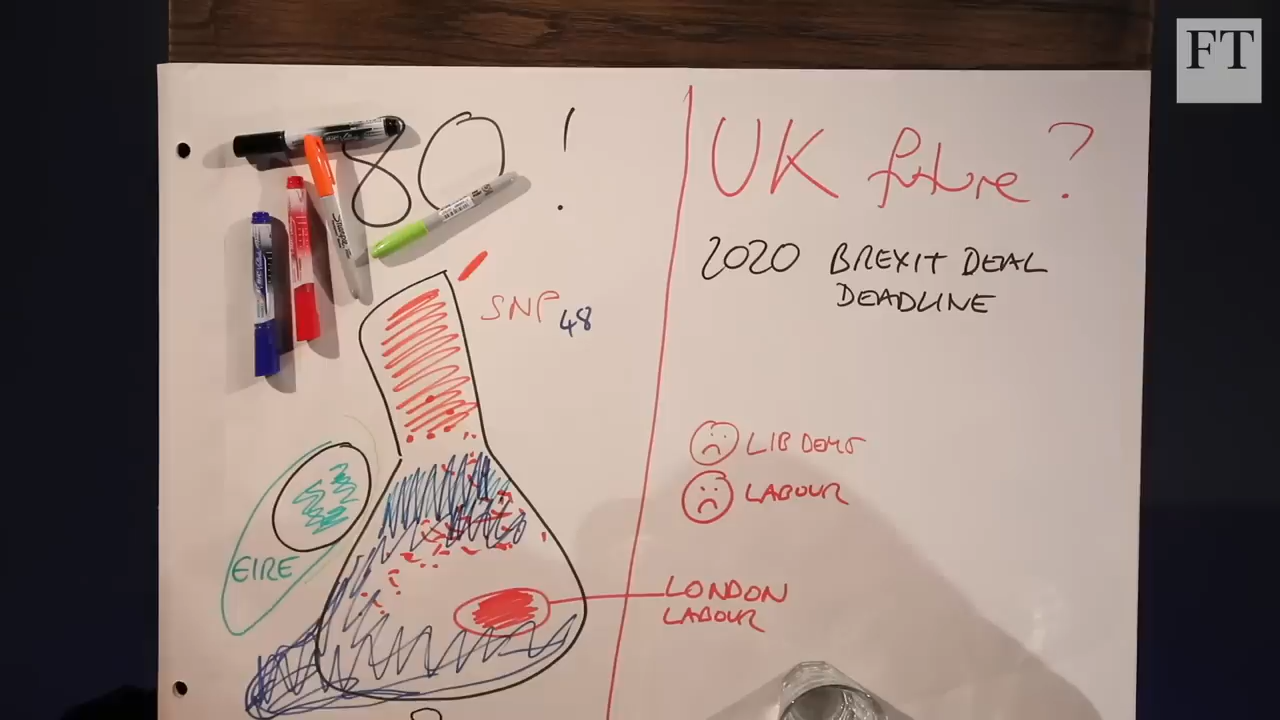 FT
80!
UK future?
2020 BREXIT DEAL
DEADLINE
SNP 48
LIB DEMS
LABOUR
EIRE
LONDON
LABOUR